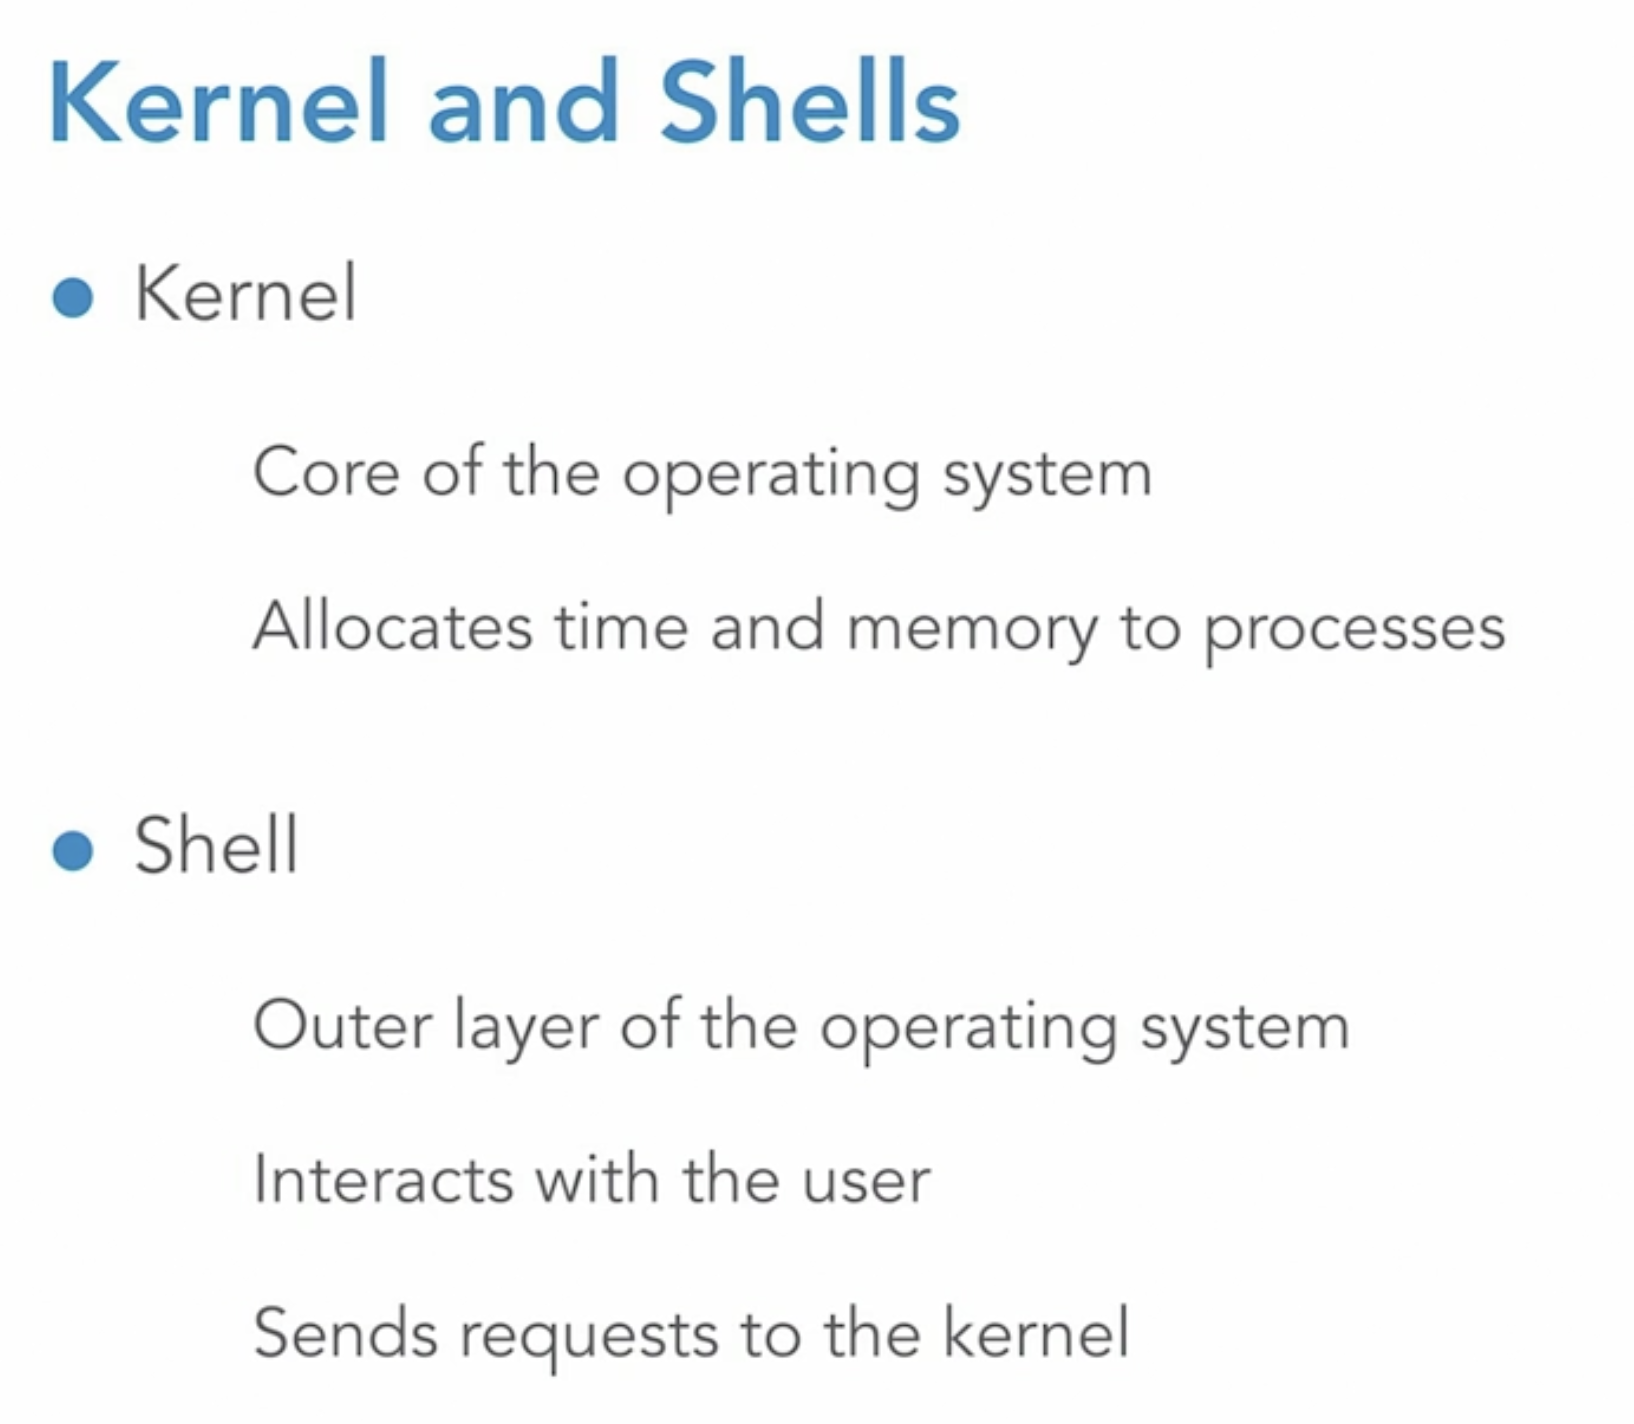 Kernel and Shells
Kernel
Core of the operating system
Allocates time and memory to processes
Shell
Outer layer of the operating system
Interacts with the user
Sends requests to the kernel